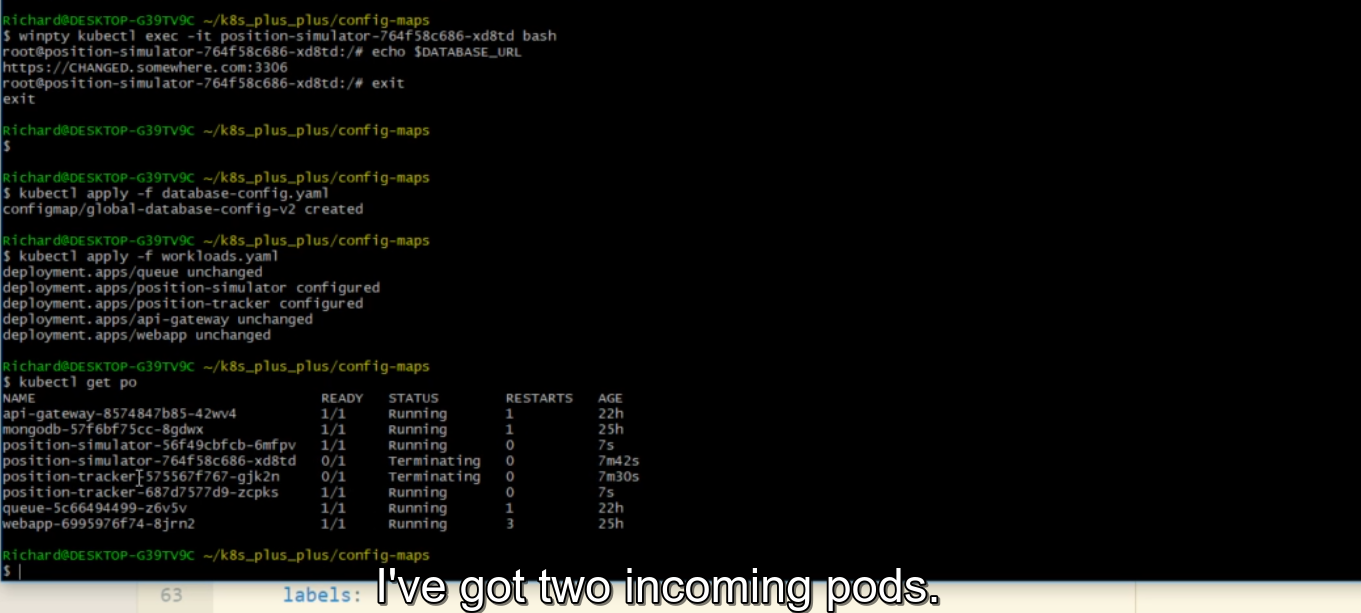 Richard@DESKTOP-G39TV9C ~/k8s_plus_plus/config-maps
$ winpty kubectl exec -it position-simulator-764f58c686-xd8td bash
root@position-simulator-764f58c686-xd8td:/# echo $DATABASE_URL
https://CHANGED.somewhere.com:3306
root@position-simulator-764f58c686-xd8td:/# exit
exit
Richard@DESKTOP-G39TV9C ~/k8s_plus_plus/config-maps
$
Richard@DESKTOP-G39TV9C ~/k8s_plus_plus/config-maps
$ kubectl apply -f database-config.yaml
configmap/global-database-config-v2 created
Richard@DESKTOP-G39TV9C ~/k8s_plus_plus/config-maps
$ kubectl apply -f workloads.yaml
deployment.apps/queue unchanged
deployment.apps/position-simulator configured
deployment.apps/position-tracker configured
deployment.apps/api-gateway unchanged
deployment.apps/webapp unchanged
Richard@DESKTOP-G39TV9C ~/k8s_plus_plus/config-maps
$ kubectl get po
NAME READY STATUS RESTARTS AGE
api-gateway-8574847b85-42wv4 1/1 Running 1 22h
mongodb-57f6bf75cc-8gdwx 1/1 Running 1 25h
position-simulator-56f49cbfcb-6mfpv 1/1 Running 0 7s
position-simulator-764f58c686-xd8td 0/1 Terminating 0 7m42s
position-tracker-575567f767-gjk2n 0/1 Terminating 0 7m30s
position-tracker-687d7577d9-zcpks 1/1 Running 0 7s
queue-5c66494499-z6v5v 1/1 Running 1 22h
webapp-6995976f74-8jrn2 1/1 Running 3 25h
Richard@DESKTOP-G39TV9C ~/k8s_plus_plus/config-maps
$
63 labels:
I've got two incoming pods.